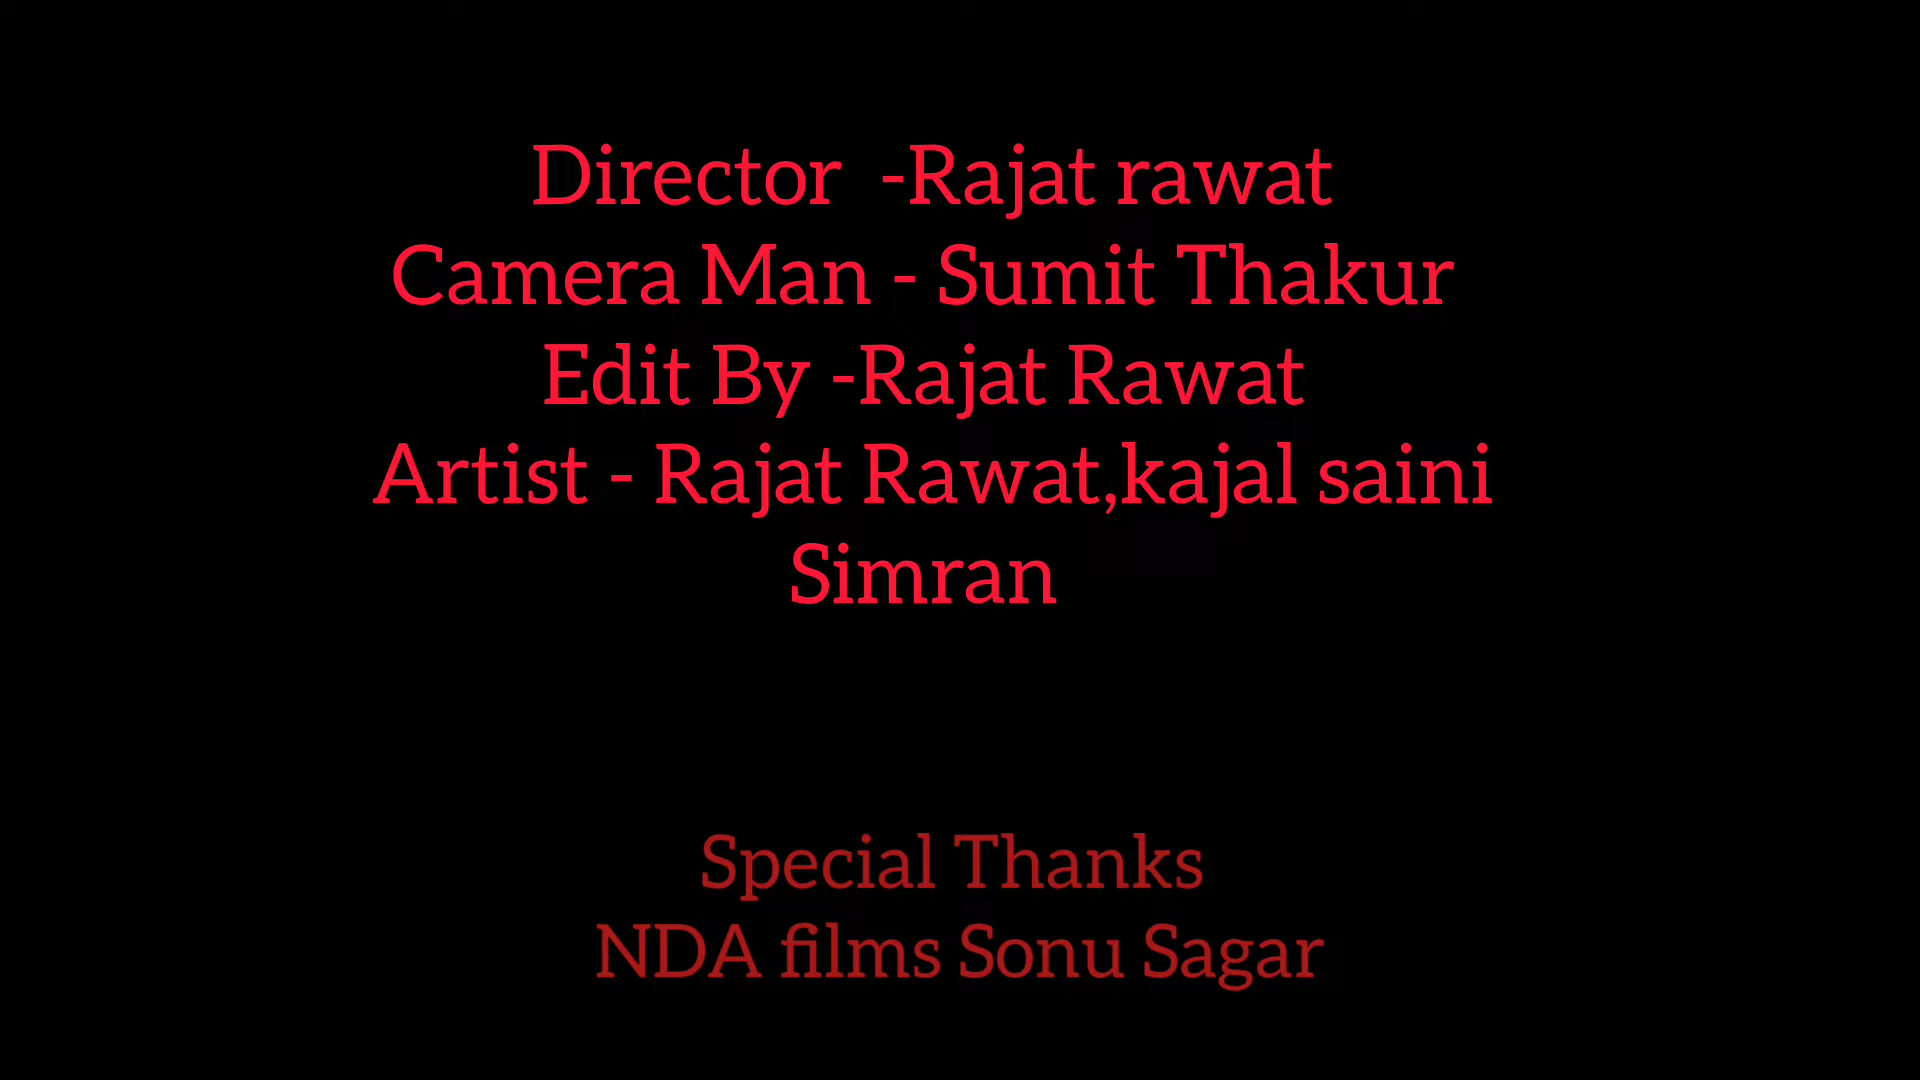 Director  -Rajat rawat
Camera Man - Sumit Thakur
Edit By -Rajat Rawat
Artist - Rajat Rawat,kajal saini
Simran
Special Thanks
NDA films Sonu Sagar